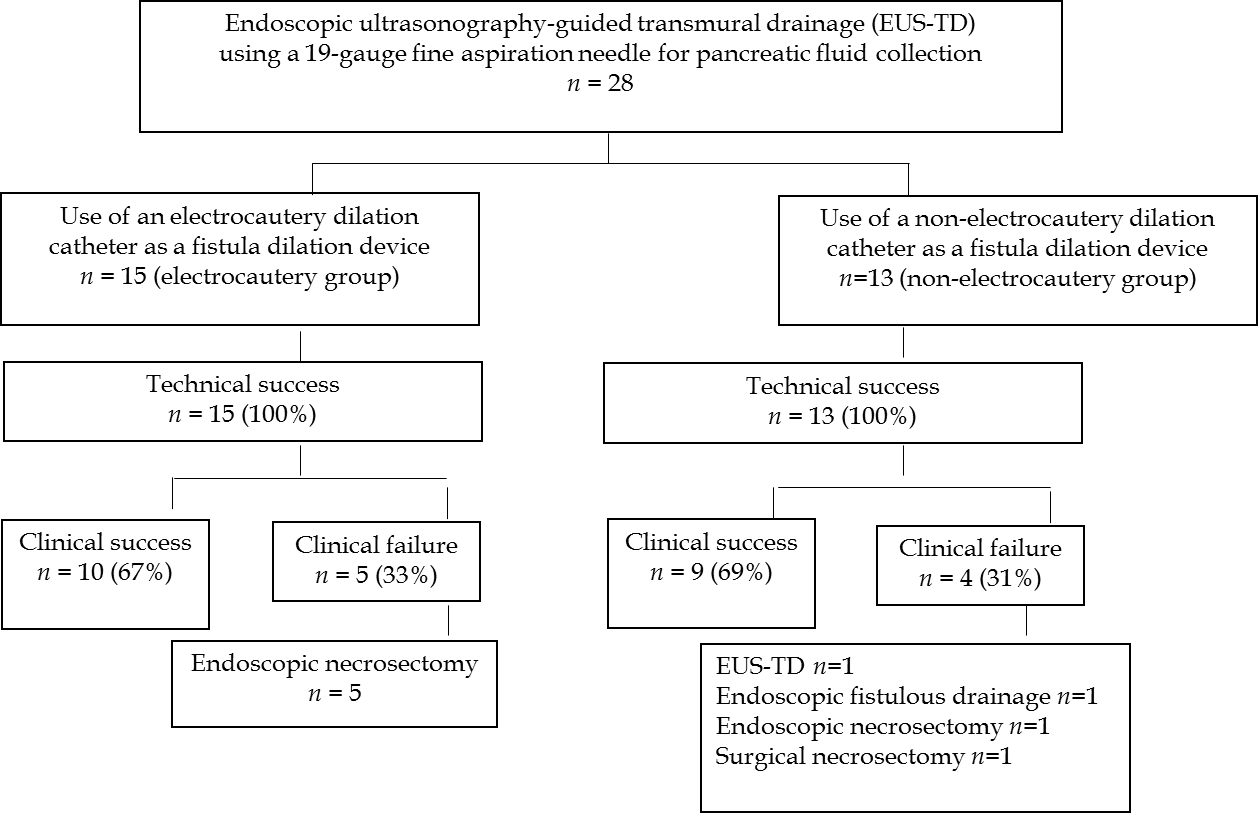 Endoscopic ultrasonography-guided transmural drainage (EUS-TD)
using a 19-gauge fine aspiration needle for pancreatic fluid collection
n = 28
Use of an electrocautery dilation
catheter as a fistula dilation device
n = 15 (electrocautery group)
Use of a non-electrocautery dilation
catheter as a fistula dilation device
n=13 (non-electrocautery group)
Technical success
n = 15 (100%)
Technical success
n = 13 (100%)
Clinical success
n = 10 (67%)
Clinical failure
n = 5 (33%)
Clinical success
n = 9 (69%)
Clinical failure
n = 4 (31%)
Endoscopic necrosectomy
n = 5
EUS-TD n=1
Endoscopic fistulous drainage n=1
Endoscopic necrosectomy n=1
Surgical necrosectomy n=1